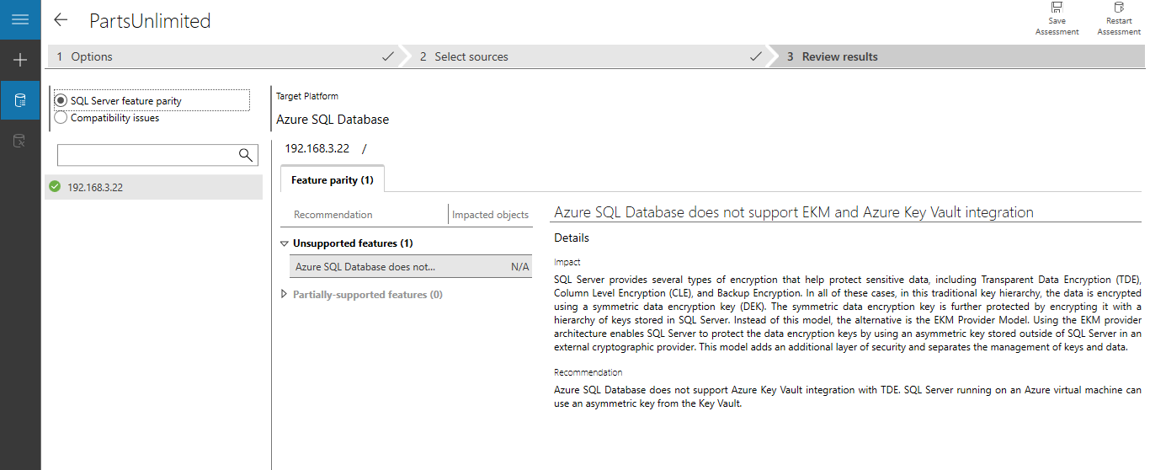 PartsUnlimited
Save Assessment
Restart Assessment
1 Options
2 Select sources
3 Review results
SQL Server feature parity
Compatibility issues
192.168.3.22
Target Platform
Azure SQL Database
192.168.3.22 /
Feature parity (1)
Recommendation Impacted objects
Unsupported features (1)
Azure SQL Database does not... N/A
Partially-supported features (0)
Azure SQL Database does not support EKM and Azure Key Vault integration
Details
Impact
SQL Server provides several types of encryption that help protect sensitive data, including Transparent Data Encryption (TDE),
Column Level Encryption (CLE), and Backup Encryption. In all of these cases, in this traditional key hierarchy, the data is encrypted
using a symmetric data encryption key (DEK). The symmetric data encryption key is further protected by encrypting it with a
hierarchy of keys stored in SQL Server. Instead of this model, the alternative is the EKM Provider Model. Using the EKM provider
architecture enables SQL Server to protect the data encryption keys by using an asymmetric key stored outside of SQL Server in an
external cryptographic provider. This model adds an additional layer of security and separates the management of keys and data.
Recommendation
Azure SQL Database does not support Azure Key Vault integration with TDE. SQL Server running on an Azure virtual machine can
use an asymmetric key from the Key Vault.